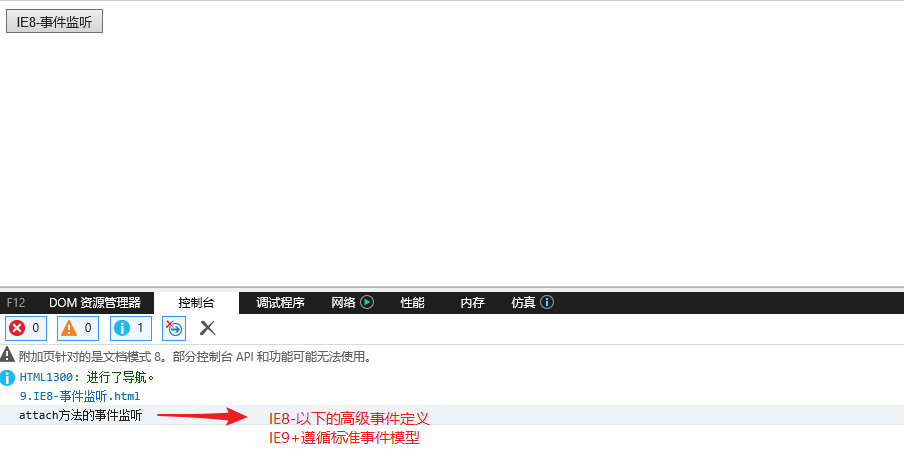 IE8-事件监听
F12 DOM 资源管理器 控制台 调试程序 网络 性能 内存 仿真
0 0 1
附加页针对的是文档模式 8。部分控制台 API 和功能可能无法使用。
HTML1300: 进行了导航。
9.IE8-事件监听.html
attach方法的事件监听
IE8-以下的高级事件定义
IE9+遵循标准事件模型